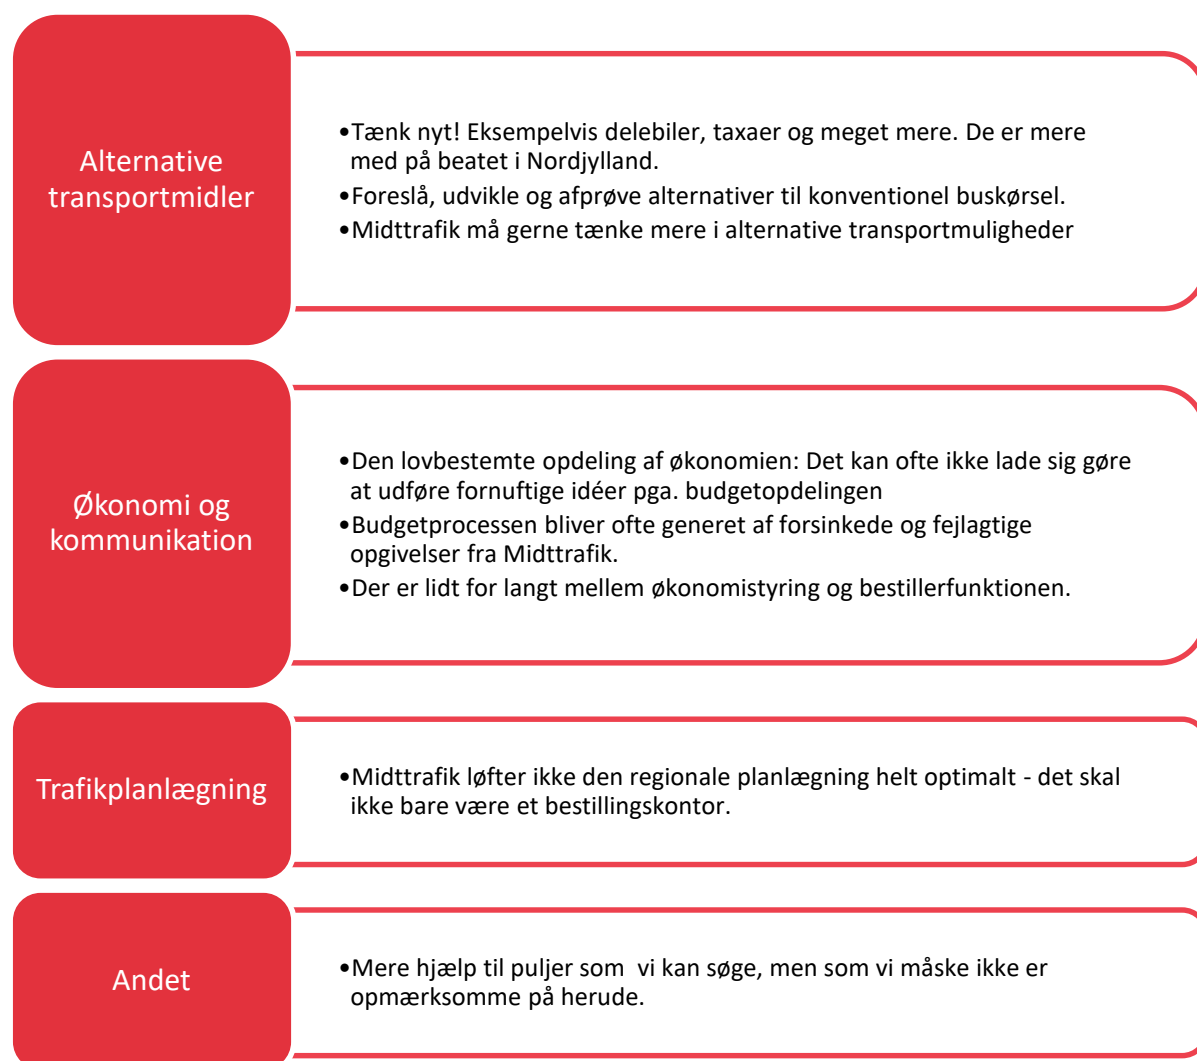 Alternative
transportmidler
•Tænk nyt! Eksempelvis delebiler, taxaer og meget mere. De er mere
med på beatet i Nordjylland.
•Foreslå, udvikle og afprøve alternativer til konventionel buskørsel.
•Midttrafik må gerne tænke mere i alternative transportmuligheder
Økonomi og
kommunikation
•Den lovbestemte opdeling af økonomien: Det kan ofte ikke lade sig gøre
at udføre fornuftige idéer pga. budgetopdelingen
•Budgetprocessen bliver ofte generet af forsinkede og fejlagtige
opgivelser fra Midttrafik.
•Der er lidt for langt mellem økonomistyring og bestillerfunktionen.
Trafikplanlægning
•Midttrafik løfter ikke den regionale planlægning helt optimalt - det skal
ikke bare være et bestillingskontor.
Andet
•Mere hjælp til puljer som  vi kan søge, men som vi måske ikke er
opmærksomme på herude.